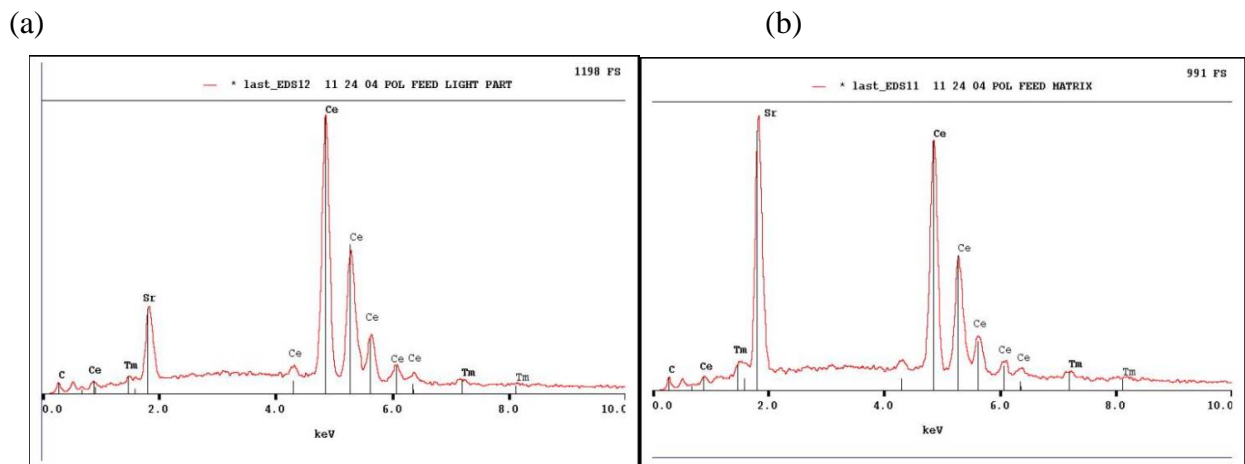 (a)
(b)
1198 FS
* last_EDS12 11 24 04 POL FEED LIGHT PART
Ce
Ce
Sr
Ce
Ce
Ce
Ce
C
Ce
Tm
Tm
Tm
0.0
2.0
4.0
6.0
8.0
10.0
keV
991 FS
* last_EDS11 11 24 04 POL FEED MATRIX
Sr
Ce
Ce
Ce
Ce
Ce
C
Ce
Tm
Tm
Tm
0.0
2.0
4.0
6.0
8.0
10.0
keV